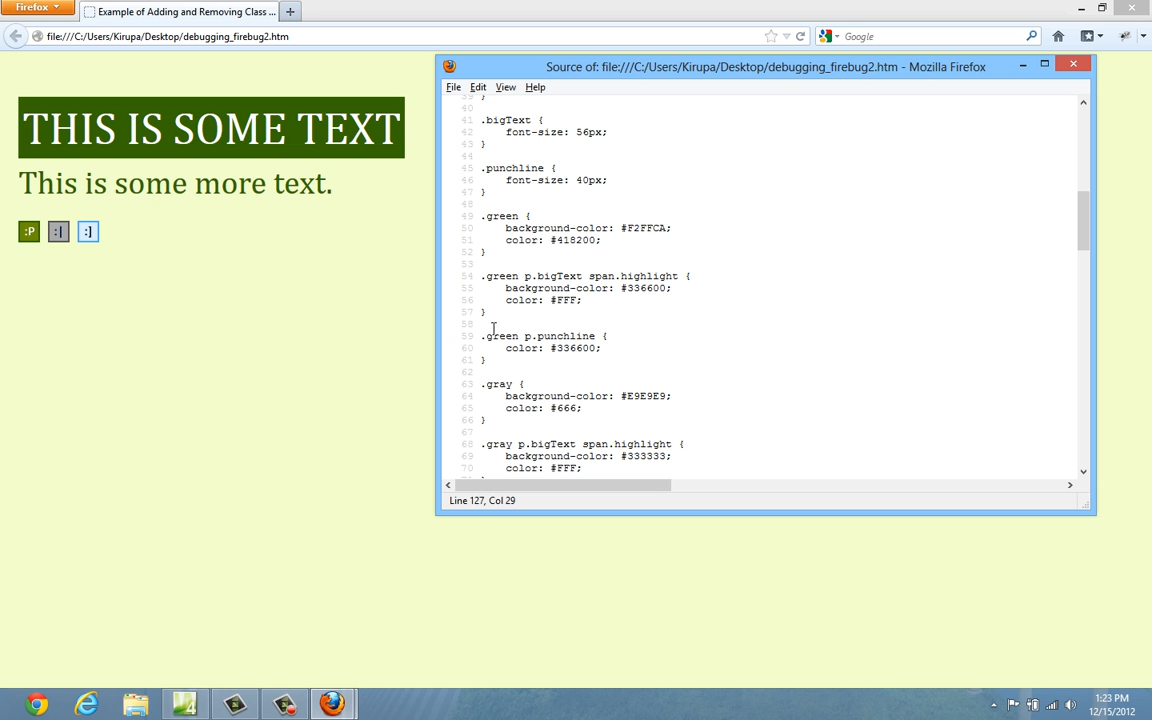 Firefox
Example of Adding and Removing Class ...
file:///C:/Users/Kirupa/Desktop/debugging_firebug2.htm
Google
THIS IS SOME TEXT
This is some more text.
:P :| :]
Source of: file:///C:/Users/Kirupa/Desktop/debugging_firebug2.htm - Mozilla Firefox
File Edit View Help
39 }
40
41 .bigText {
42 font-size: 56px;
43 }
44
45 .punchline {
46 font-size: 40px;
47 }
48
49 .green {
50 background-color: #F2FFCA;
51 color: #418200;
52 }
53
54 .green p.bigText span.highlight {
55 background-color: #336600;
56 color: #FFF;
57 }
58
59 .green p.punchline {
60 color: #336600;
61 }
62
63 .gray {
64 background-color: #E9E9E9;
65 color: #666;
66 }
67
68 .gray p.bigText span.highlight {
69 background-color: #333333;
70 color: #FFF;
Line 127, Col 29
4
1:23 PM
12/15/2012